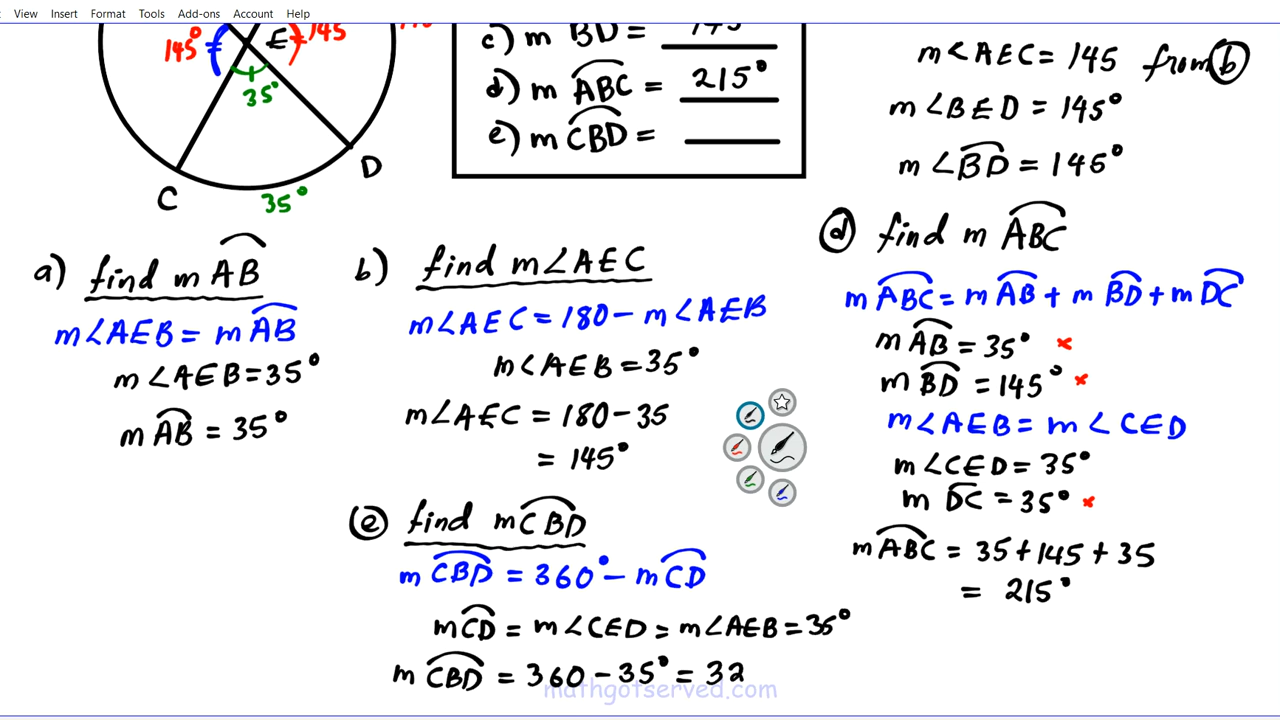 View Insert Format Tools Add-ons Account Help
145° E 145
35°
C D
35°
c) m BD =
d) m ABC = 215°
e) m CBD =
m∠AEC = 145 from b
m∠BED = 145°
m∠BD = 145°
a) find m AB
m∠AEB = m AB
m∠AEB = 35°
m AB = 35°
b) find m∠AEC
m∠AEC = 180 - m∠AEB
m∠AEB = 35°
m∠AEC = 180 - 35
= 145°
e find m CBD
m CBD = 360° - m CD
m CD = m∠CED = m∠AEB = 35°
m CBD = 360 - 35° = 32
d find m ABC
m ABC = m AB + m BD + m DC
m AB = 35° ×
m BD = 145° ×
m∠AEB = m∠CED
m∠CED = 35°
m DC = 35° ×
m ABC = 35 + 145 + 35
= 215°
mathgotserved.com